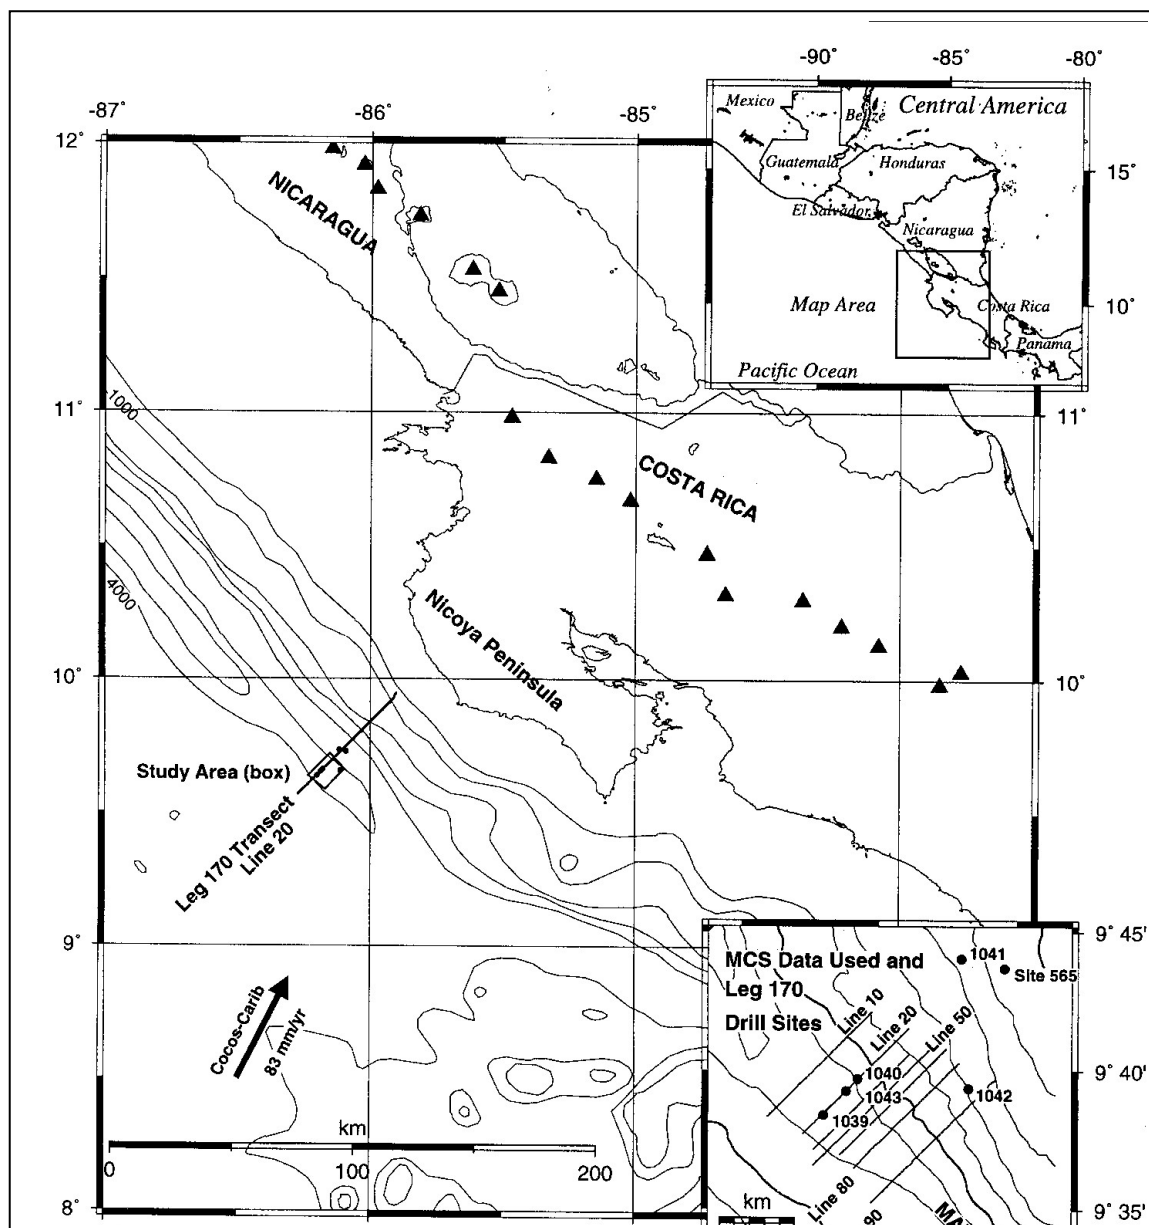 -90°
-85°
-80°
-87°
-86°
-85°
Mexico
Belize
Central America
12°
Guatemala
Honduras
15°
NICARAGUA
El Salvador
Nicaragua
Map Area
Costa Rica
10°
Panama
Pacific Ocean
1000
11°
11°
COSTA RICA
4000
Nicoya Peninsula
10°
10°
Study Area (box)
Leg 170 Transect
Line 20
9°
9° 45'
MCS Data Used and
Leg 170
Drill Sites
1041
Site 565
Line 10
Line 20
Line 50
Cocos-Carib
83 mm/yr
1040
1043
1042
1039
9° 40'
km
0
100
200
Line 80
90
km
8°
9° 35'